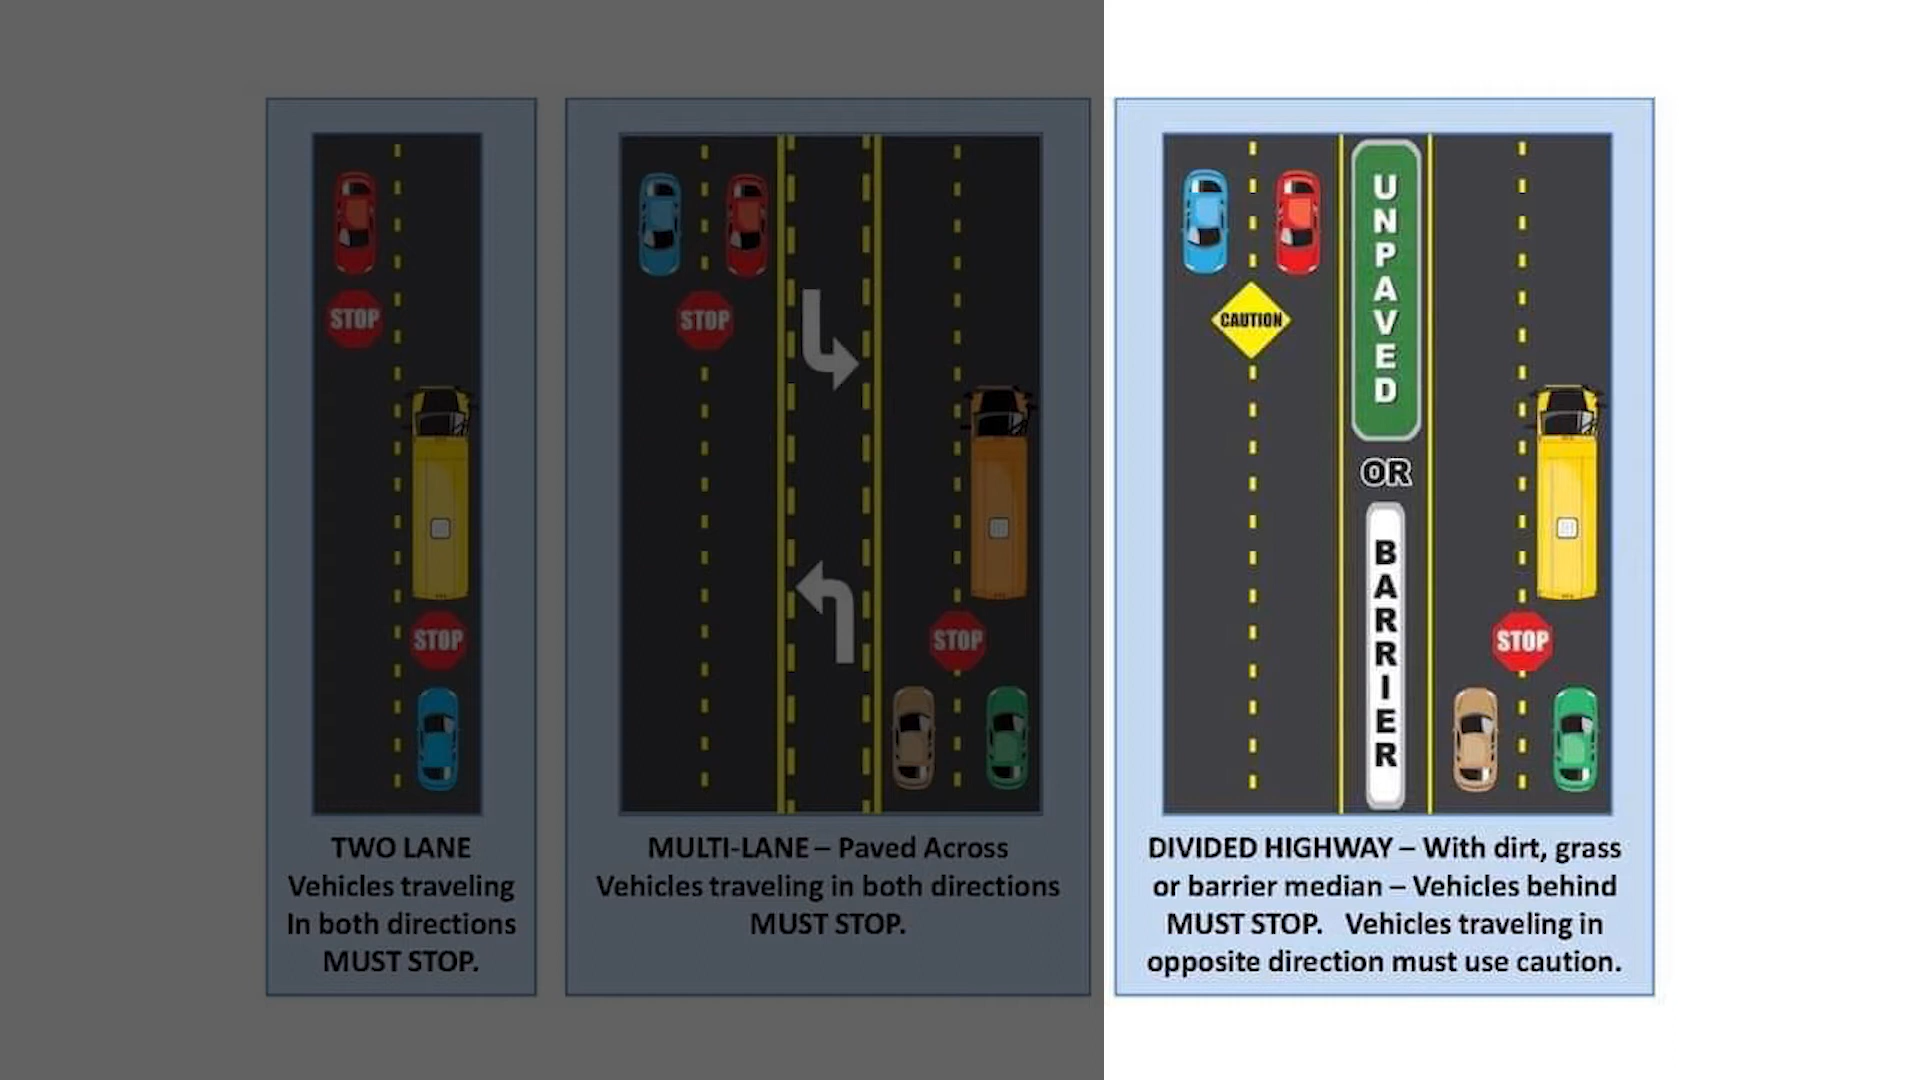 STOP
STOP
TWO LANE
Vehicles traveling
In both directions
MUST STOP.
STOP
STOP
MULTI-LANE – Paved Across
Vehicles traveling in both directions
MUST STOP.
CAUTION
UNPAVED
OR
BARRIER
STOP
DIVIDED HIGHWAY – With dirt, grass
or barrier median – Vehicles behind
MUST STOP. Vehicles traveling in
opposite direction must use caution.